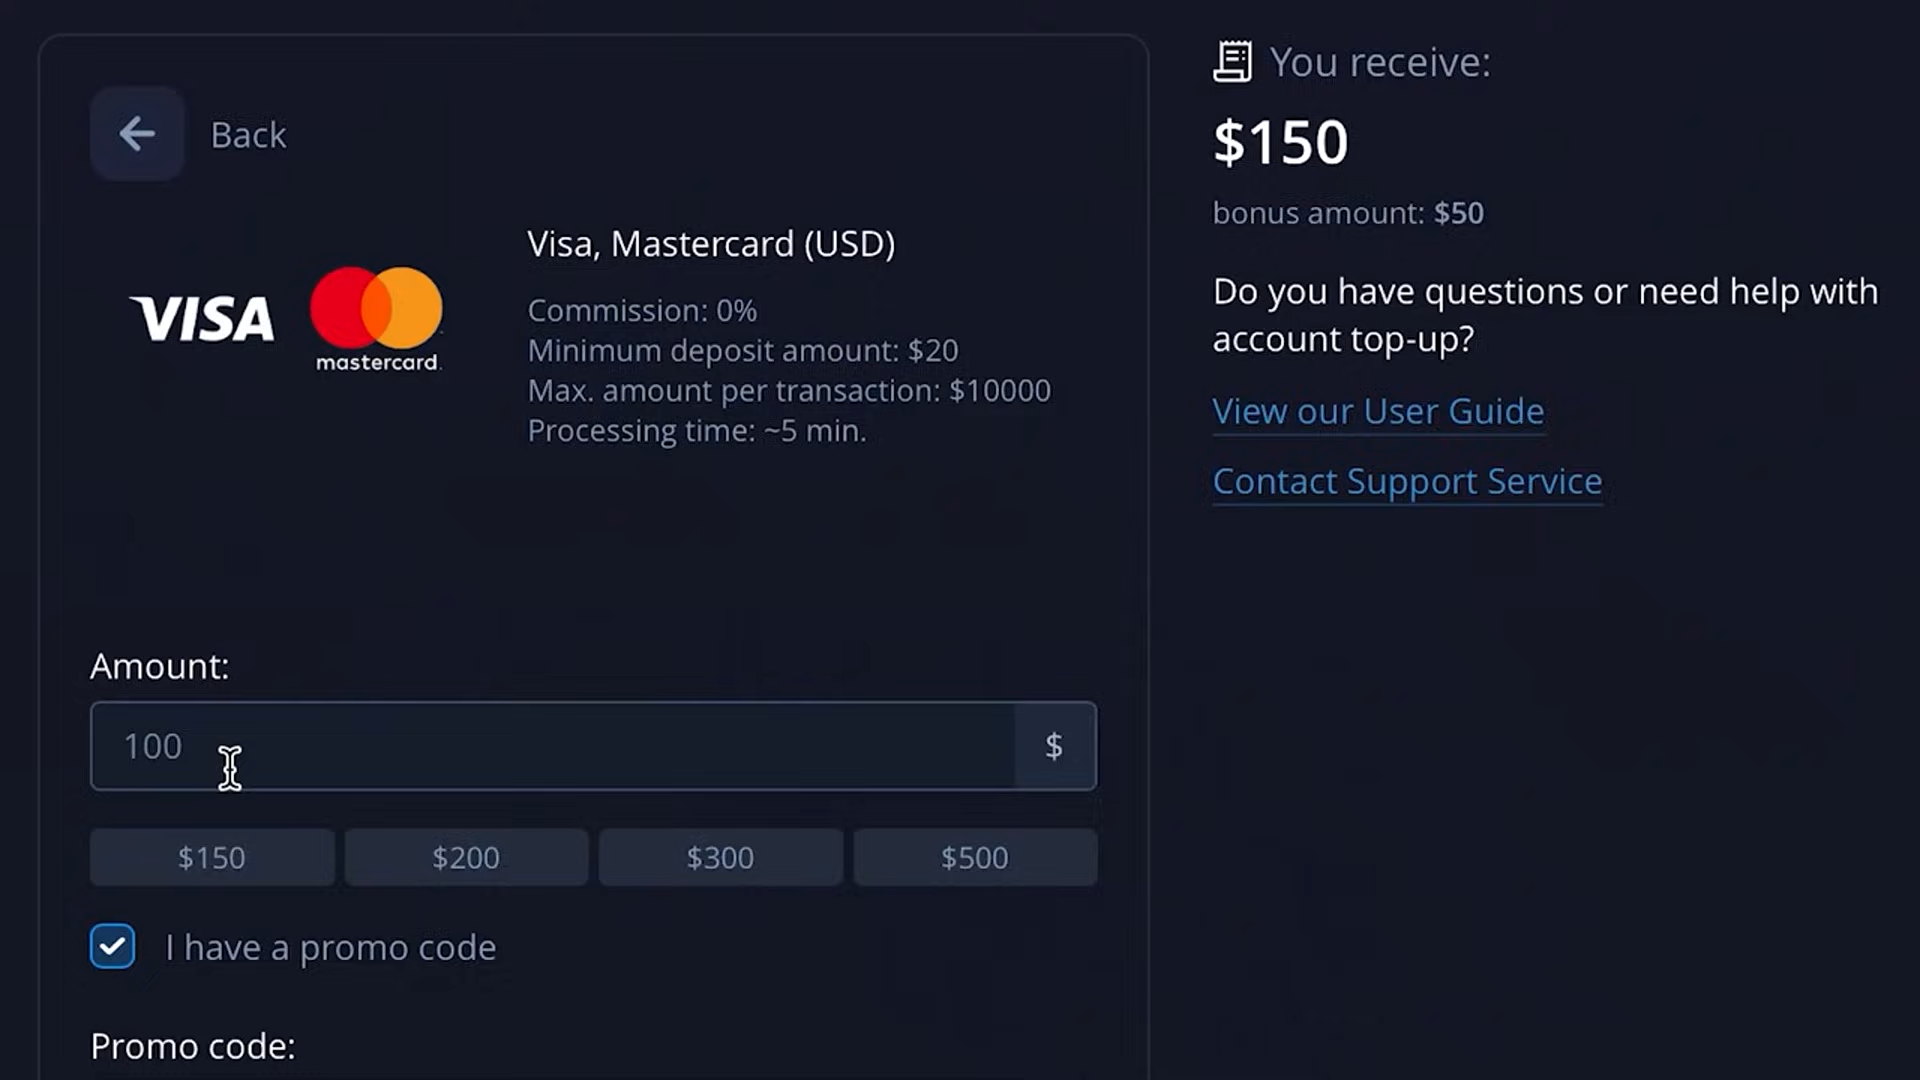 Back
VISA
mastercard.
Visa, Mastercard (USD)
Commission: 0%
Minimum deposit amount: $20
Max. amount per transaction: $10000
Processing time: ~5 min.
Amount:
100
$
$150
$200
$300
$500
I have a promo code
Promo code:
You receive:
$150
bonus amount: $50
Do you have questions or need help with
account top-up?
View our User Guide
Contact Support Service